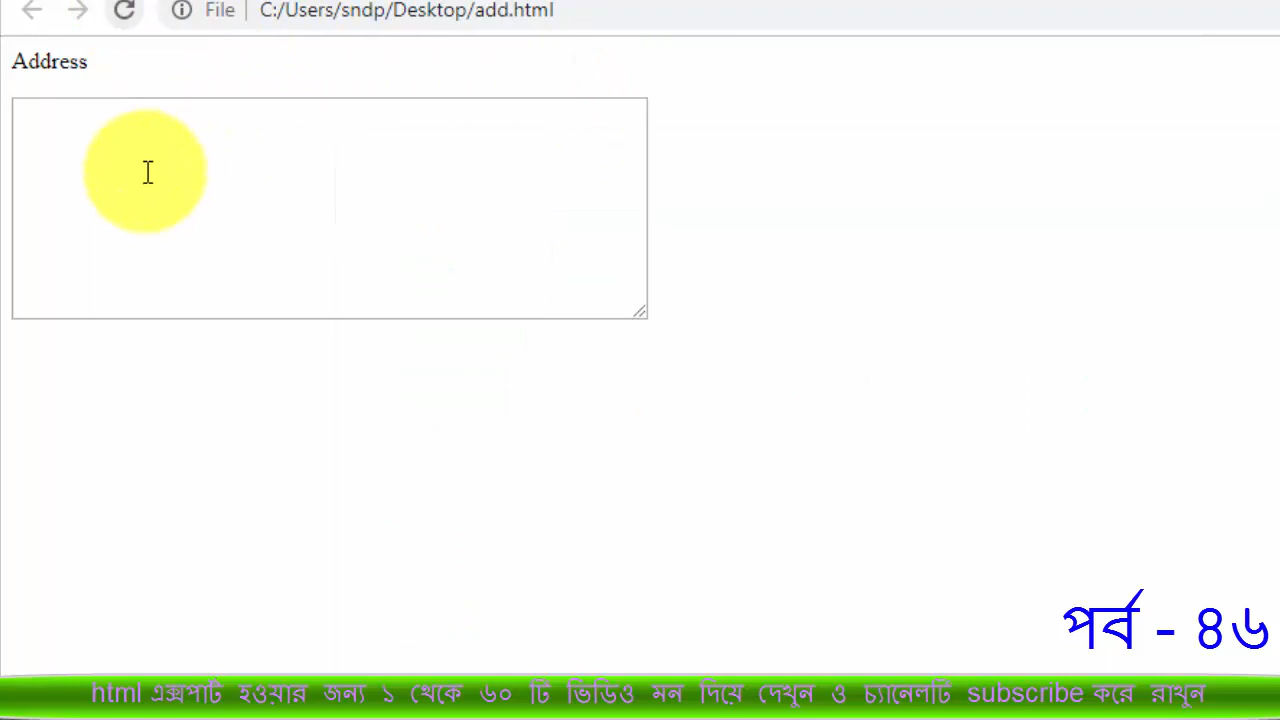 File C:/Users/sndp/Desktop/add.html
Address
পর্ব - ৪৬
html এক্সপার্ট হওয়ার জন্য ১ থেকে ৬০ টি ভিডিও মন দিয়ে দেখুন ও চ্যানেলটি subscribe করে রাখুন